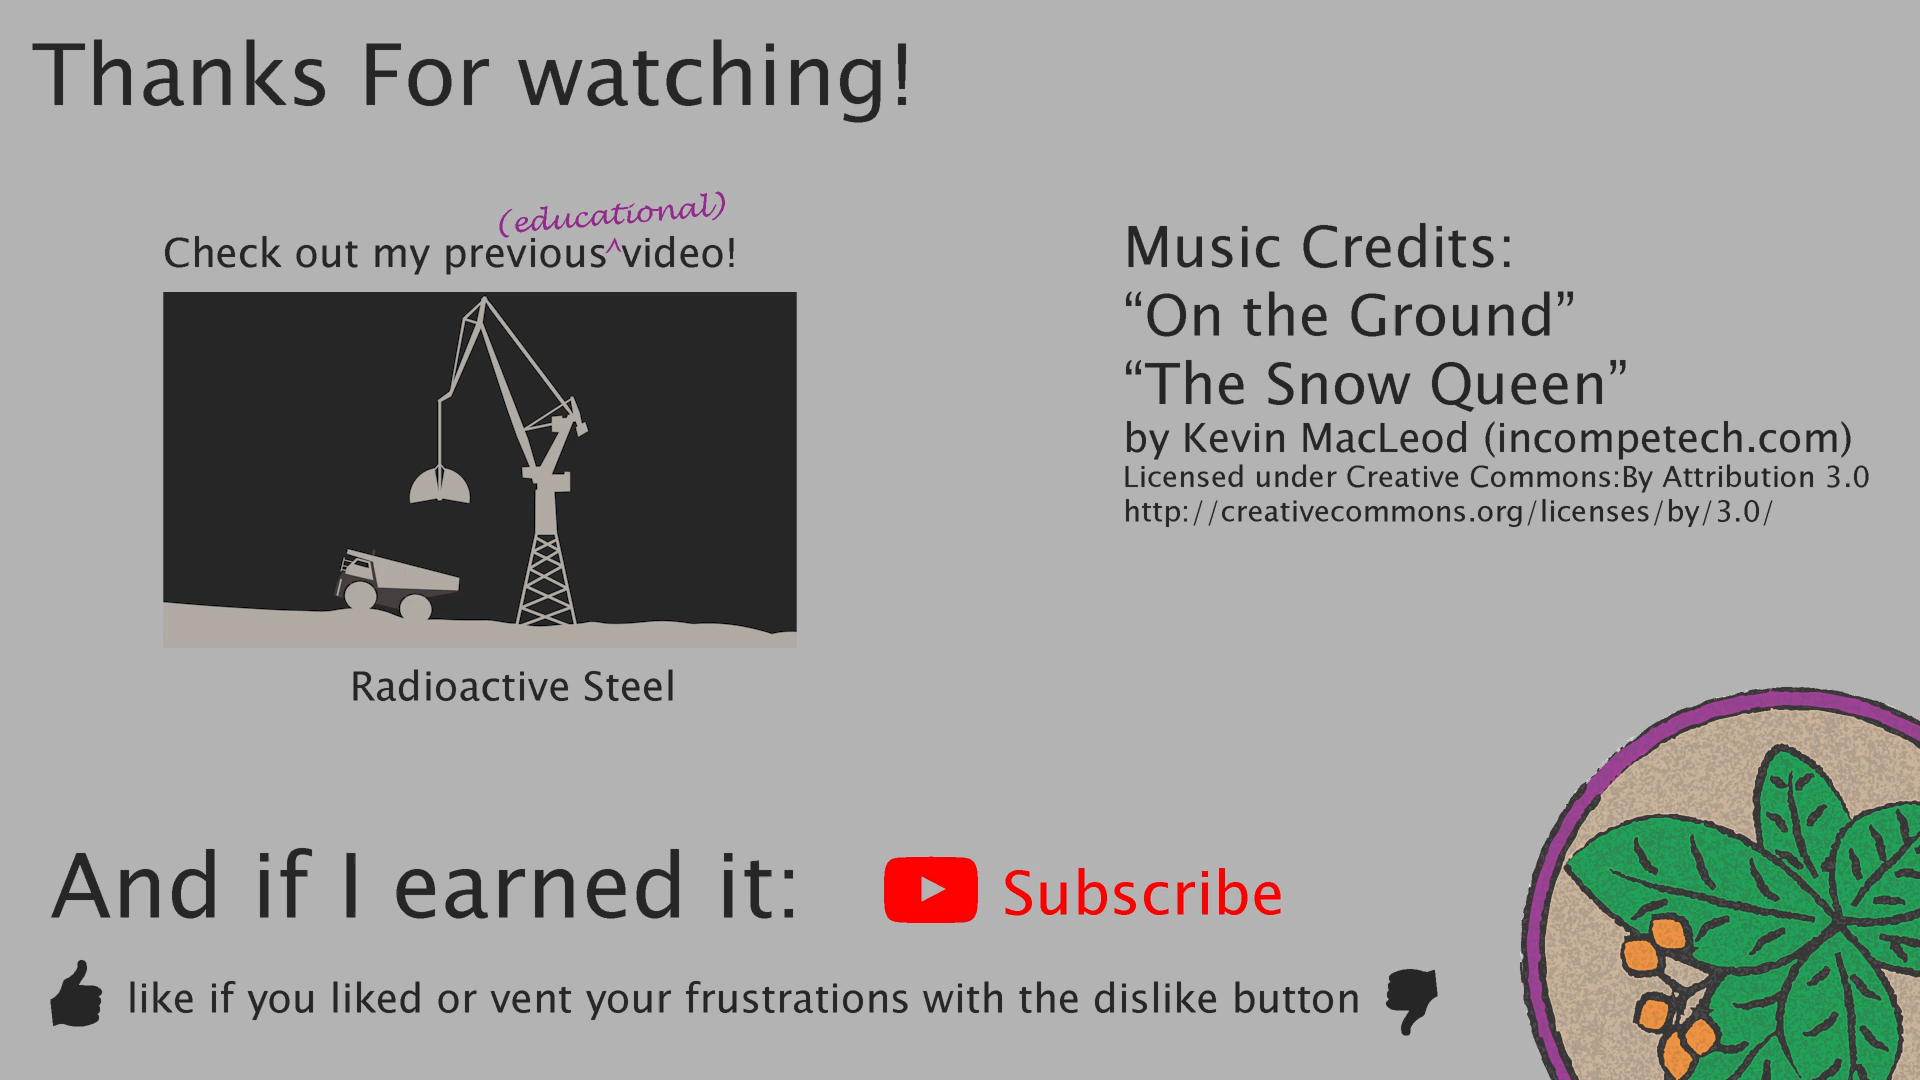 Thanks For watching!
(educational)
Check out my previous^video!
Radioactive Steel
Music Credits:
“On the Ground”
“The Snow Queen”
by Kevin MacLeod (incompetech.com)
Licensed under Creative Commons:By Attribution 3.0
http://creativecommons.org/licenses/by/3.0/
And if I earned it:
Subscribe
like if you liked or vent your frustrations with the dislike button